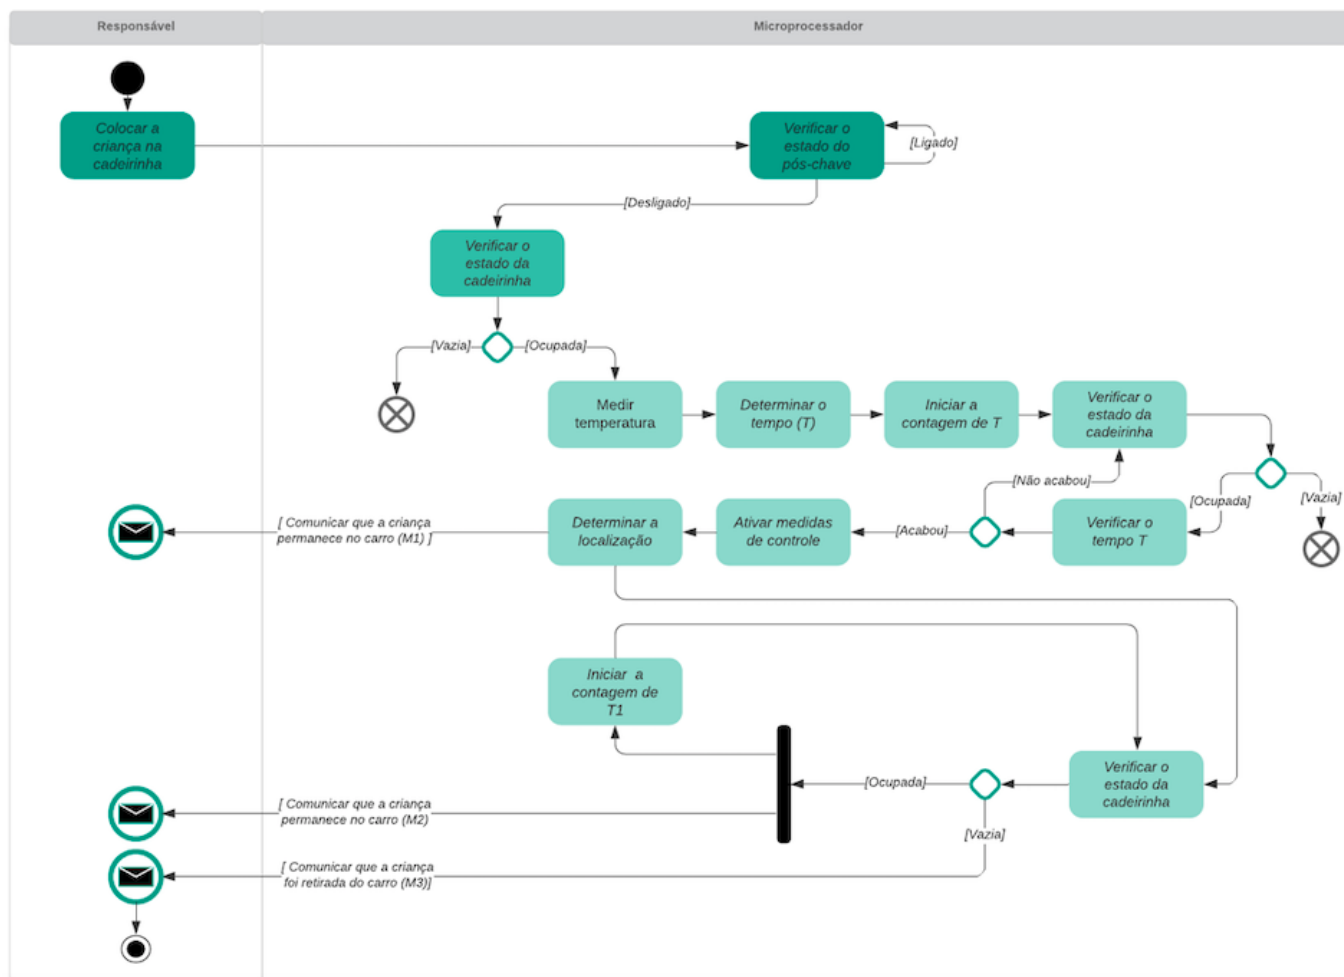 Responsável
Microprocessador
Colocar a
criança na
cadeirinha
Verificar o
estado do
pós-chave
[Ligado]
[Desligado]
Verificar o
estado da
cadeirinha
[Vazia]
[Ocupada]
Medir
temperatura
Determinar o
tempo (T)
Iniciar a
contagem de T
Verificar o
estado da
cadeirinha
[Não acabou]
[Ocupada]
[Vazia]
[ Comunicar que a criança
permanece no carro (M1) ]
Determinar a
localização
Ativar medidas
de controle
[Acabou]
Verificar o
tempo T
Iniciar a
contagem de
T1
Verificar o
estado da
cadeirinha
[Ocupada]
[ Comunicar que a criança
permanece no carro (M2)
[Vazia]
[ Comunicar que a criança
foi retirada do carro (M3)]